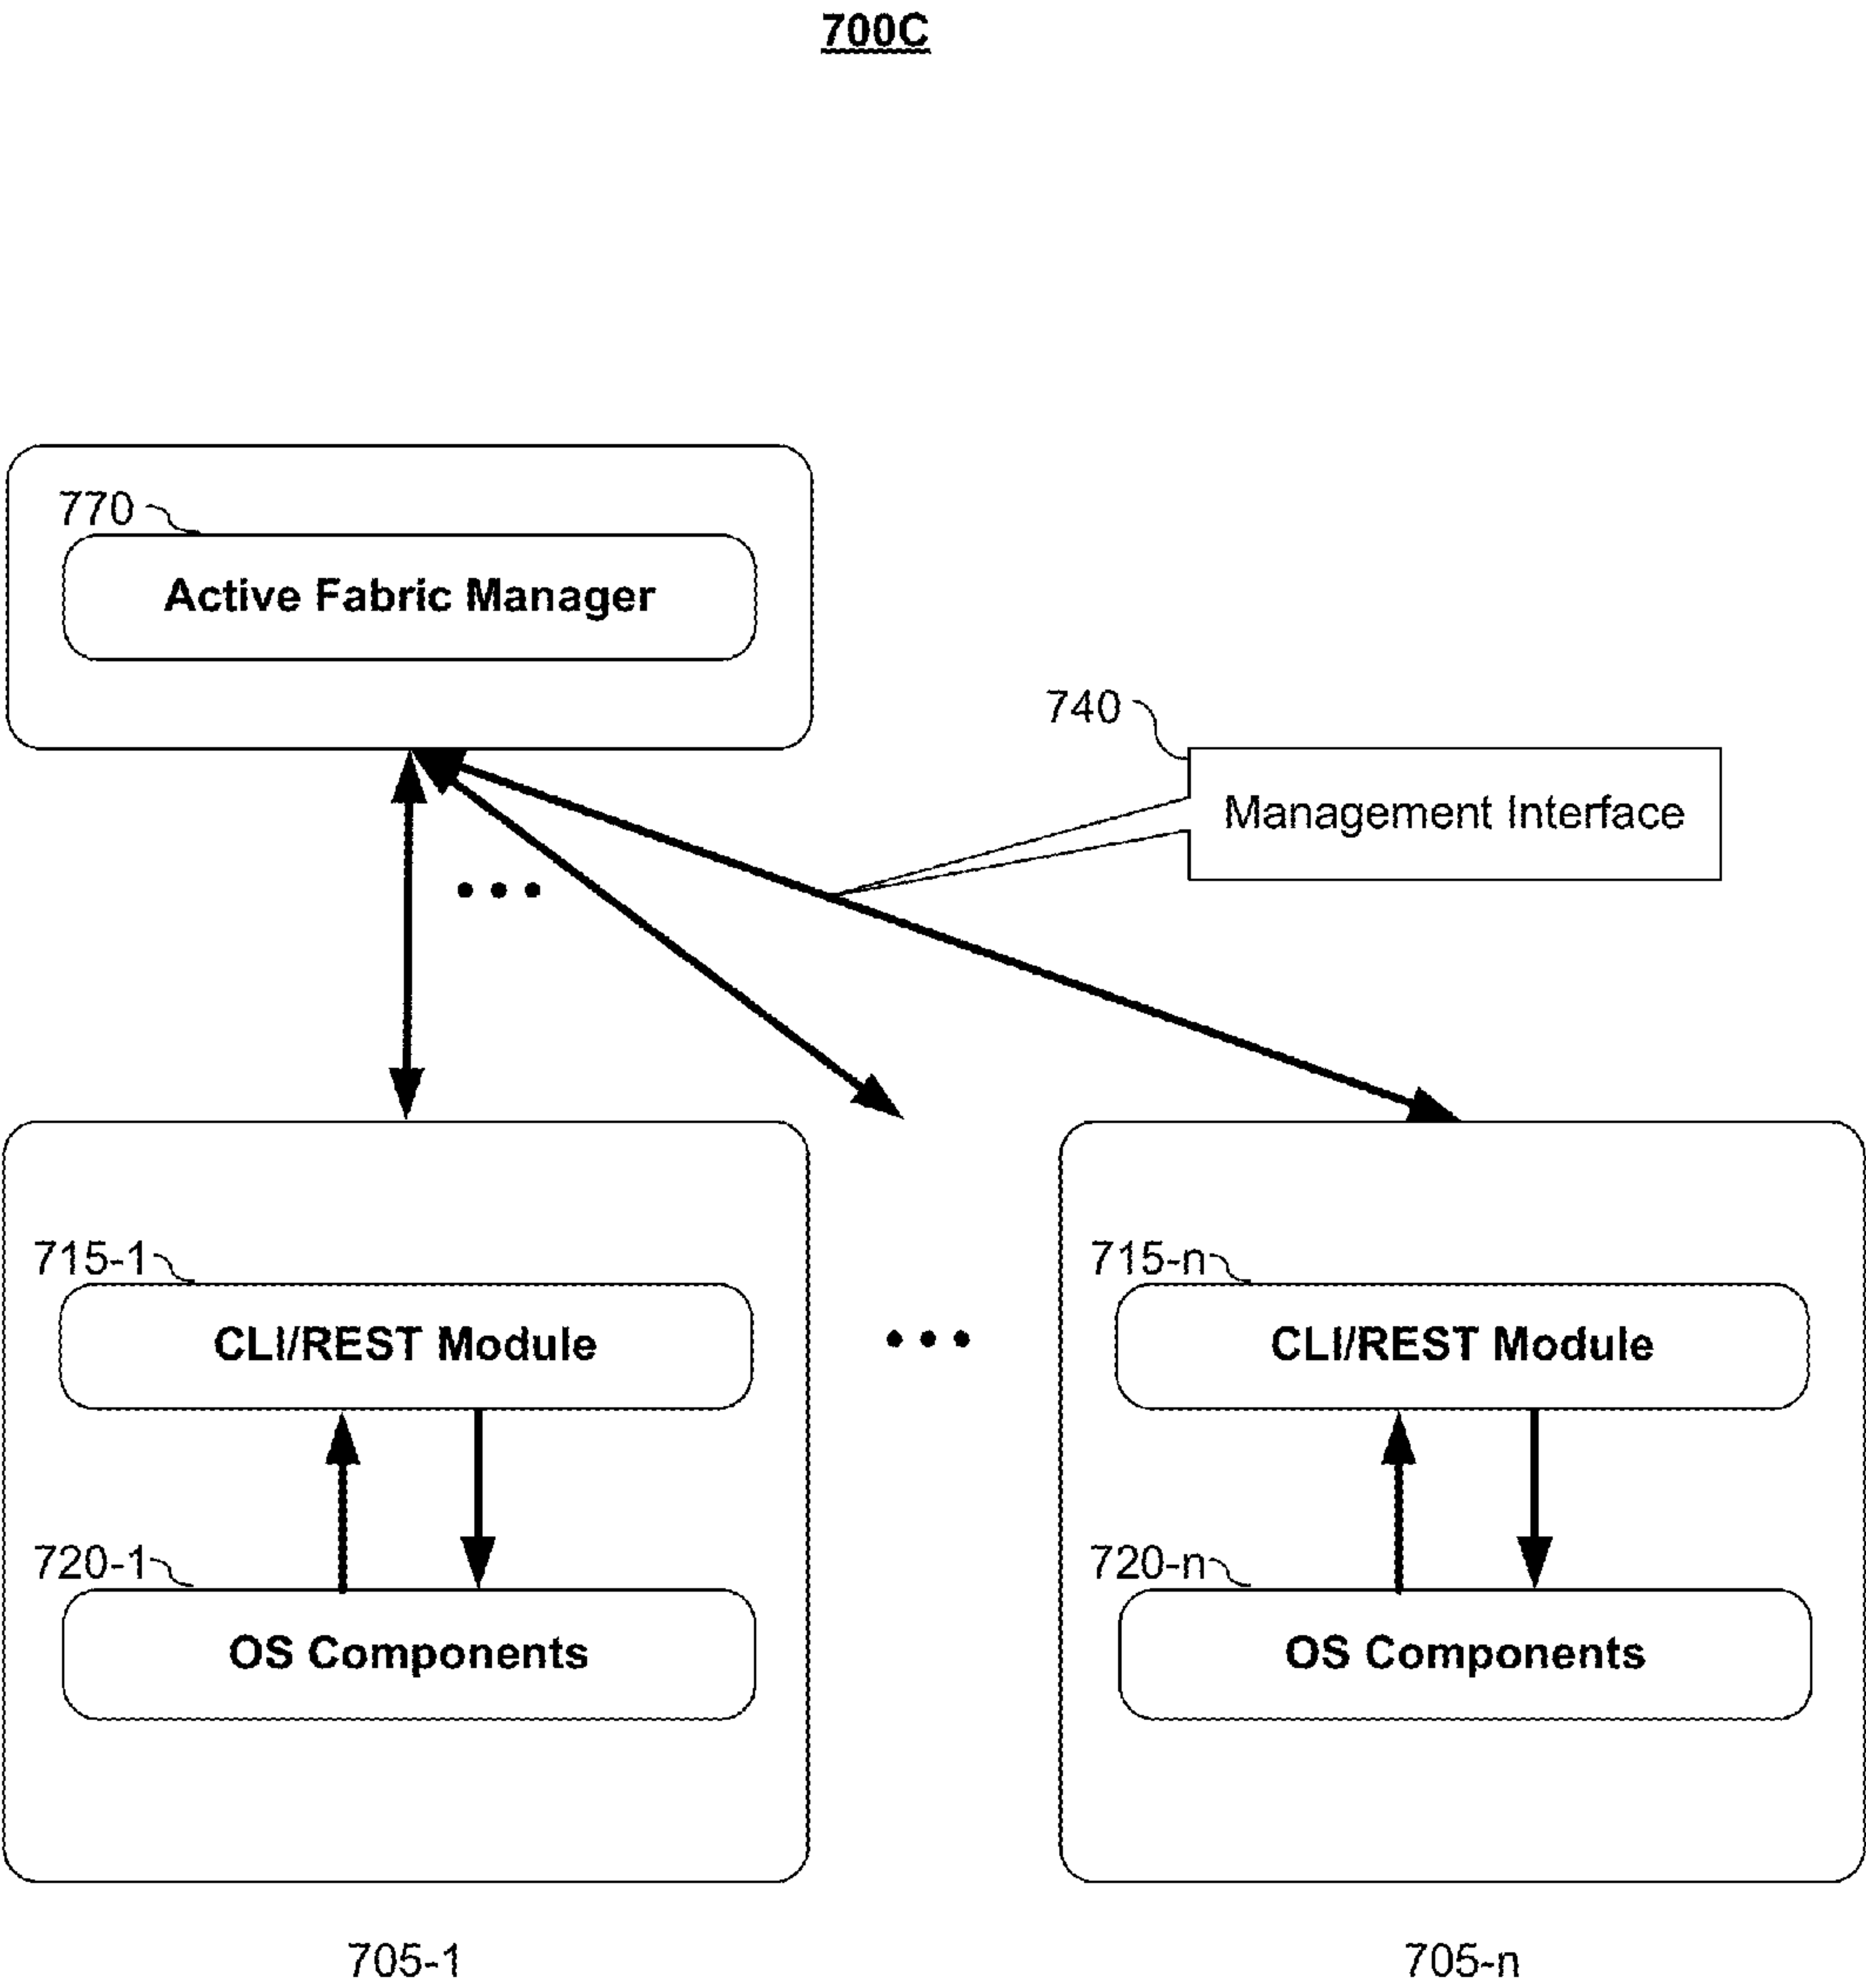 700C
770
Active Fabric Manager
740
Management Interface
715-1
CLI/REST Module
720-1
OS Components
715-n
CLI/REST Module
720-n
OS Components
705-1
705-n